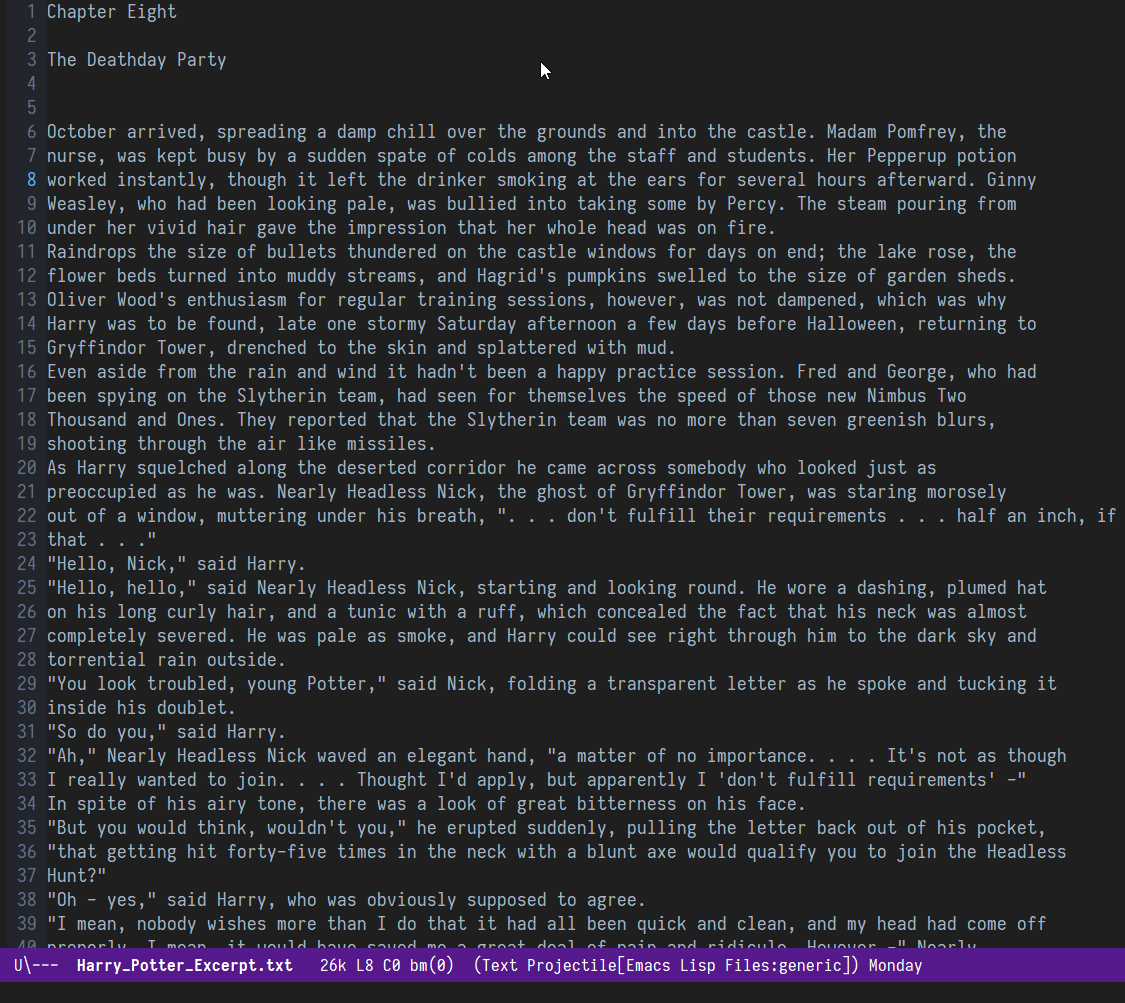 1 Chapter Eight
2
3 The Deathday Party
4
5
6 October arrived, spreading a damp chill over the grounds and into the castle. Madam Pomfrey, the
7 nurse, was kept busy by a sudden spate of colds among the staff and students. Her Pepperup potion
8 worked instantly, though it left the drinker smoking at the ears for several hours afterward. Ginny
9 Weasley, who had been looking pale, was bullied into taking some by Percy. The steam pouring from
10 under her vivid hair gave the impression that her whole head was on fire.
11 Raindrops the size of bullets thundered on the castle windows for days on end; the lake rose, the
12 flower beds turned into muddy streams, and Hagrid's pumpkins swelled to the size of garden sheds.
13 Oliver Wood's enthusiasm for regular training sessions, however, was not dampened, which was why
14 Harry was to be found, late one stormy Saturday afternoon a few days before Halloween, returning to
15 Gryffindor Tower, drenched to the skin and splattered with mud.
16 Even aside from the rain and wind it hadn't been a happy practice session. Fred and George, who had
17 been spying on the Slytherin team, had seen for themselves the speed of those new Nimbus Two
18 Thousand and Ones. They reported that the Slytherin team was no more than seven greenish blurs,
19 shooting through the air like missiles.
20 As Harry squelched along the deserted corridor he came across somebody who looked just as
21 preoccupied as he was. Nearly Headless Nick, the ghost of Gryffindor Tower, was staring morosely
22 out of a window, muttering under his breath, ". . . don't fulfill their requirements . . . half an inch, if
23 that . . ."
24 "Hello, Nick," said Harry.
25 "Hello, hello," said Nearly Headless Nick, starting and looking round. He wore a dashing, plumed hat
26 on his long curly hair, and a tunic with a ruff, which concealed the fact that his neck was almost
27 completely severed. He was pale as smoke, and Harry could see right through him to the dark sky and
28 torrential rain outside.
29 "You look troubled, young Potter," said Nick, folding a transparent letter as he spoke and tucking it
30 inside his doublet.
31 "So do you," said Harry.
32 "Ah," Nearly Headless Nick waved an elegant hand, "a matter of no importance. . . . It's not as though
33 I really wanted to join. . . . Thought I'd apply, but apparently I 'don't fulfill requirements' -"
34 In spite of his airy tone, there was a look of great bitterness on his face.
35 "But you would think, wouldn't you," he erupted suddenly, pulling the letter back out of his pocket,
36 "that getting hit forty-five times in the neck with a blunt axe would qualify you to join the Headless
37 Hunt?"
38 "Oh - yes," said Harry, who was obviously supposed to agree.
39 "I mean, nobody wishes more than I do that it had all been quick and clean, and my head had come off
40 properly, I mean, it would have saved me a great deal of pain and ridicule. However -" Nearly
U\--- Harry_Potter_Excerpt.txt 26k L8 C0 bm(0) (Text Projectile[Emacs Lisp Files:generic]) Monday